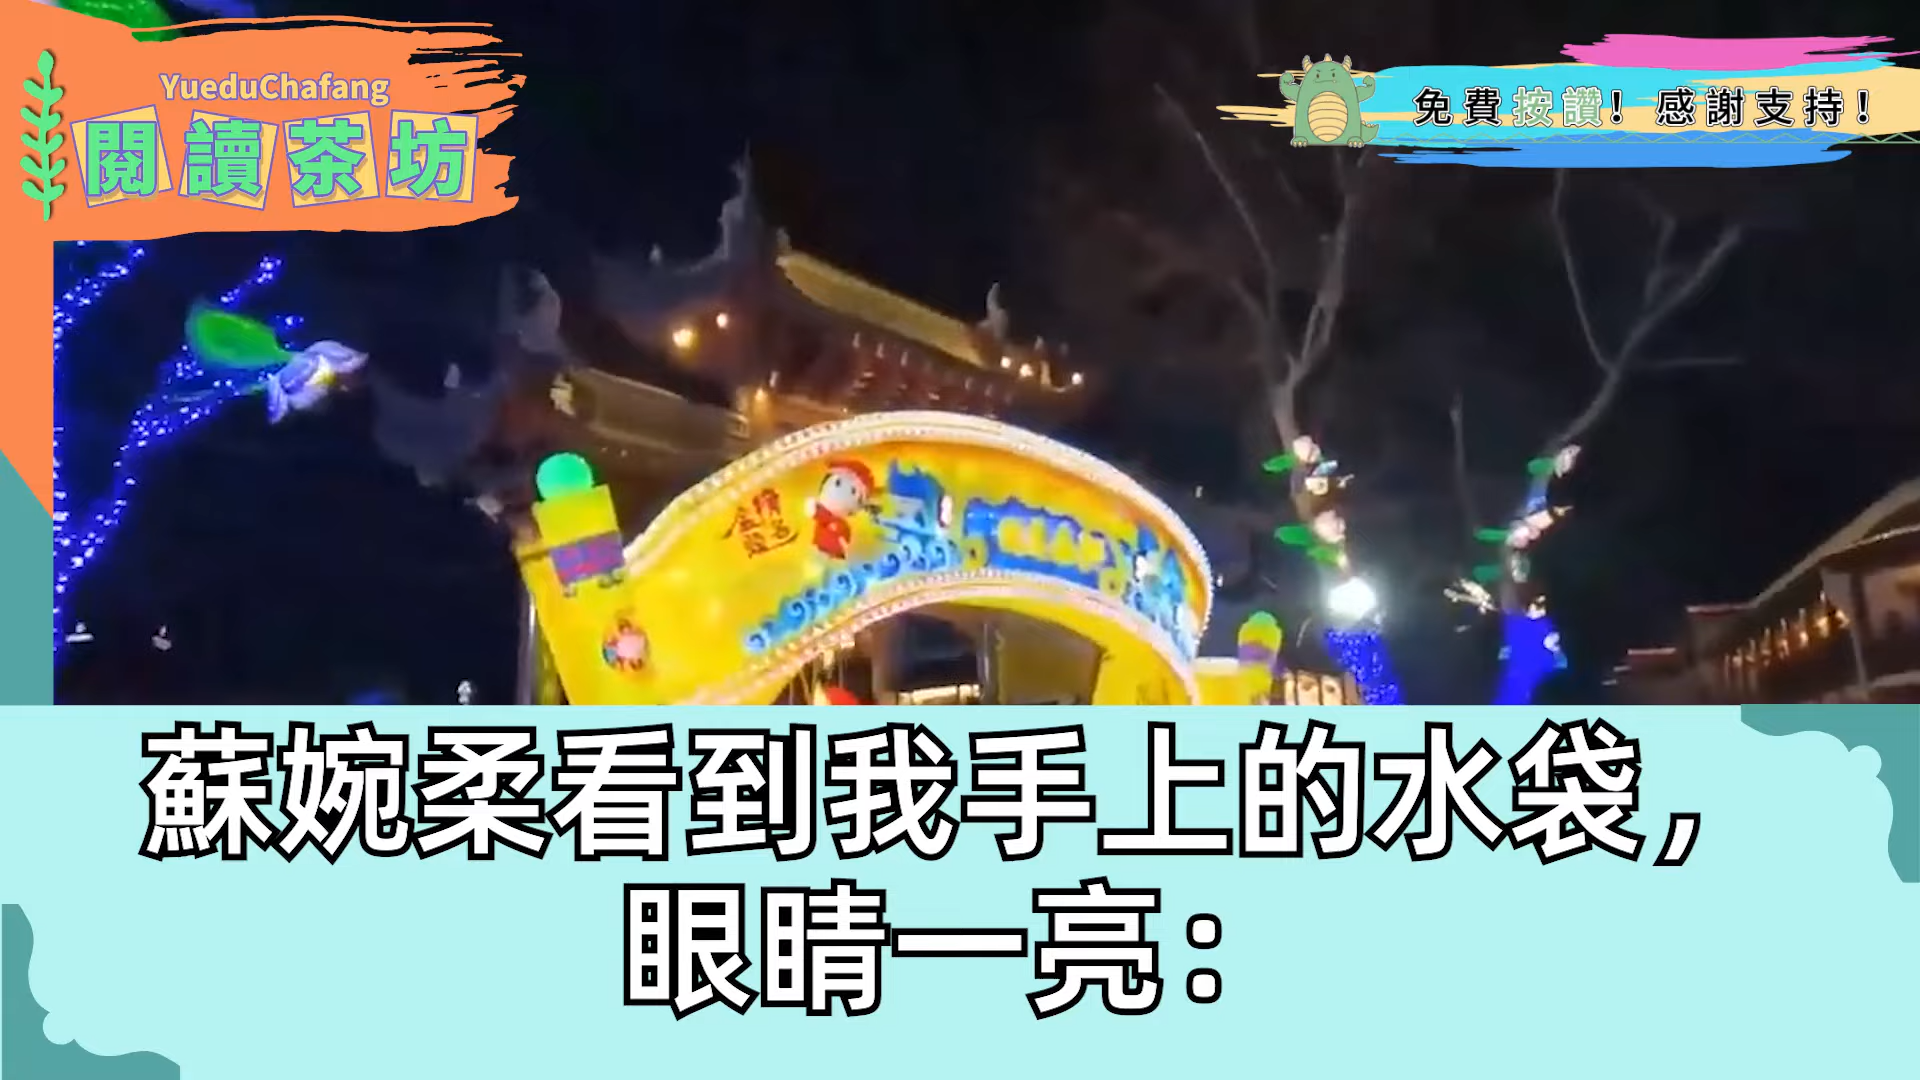 YueduChafang
閱讀茶坊
免費按讚！感謝支持！
蘇婉柔看到我手上的水袋，
眼睛一亮：